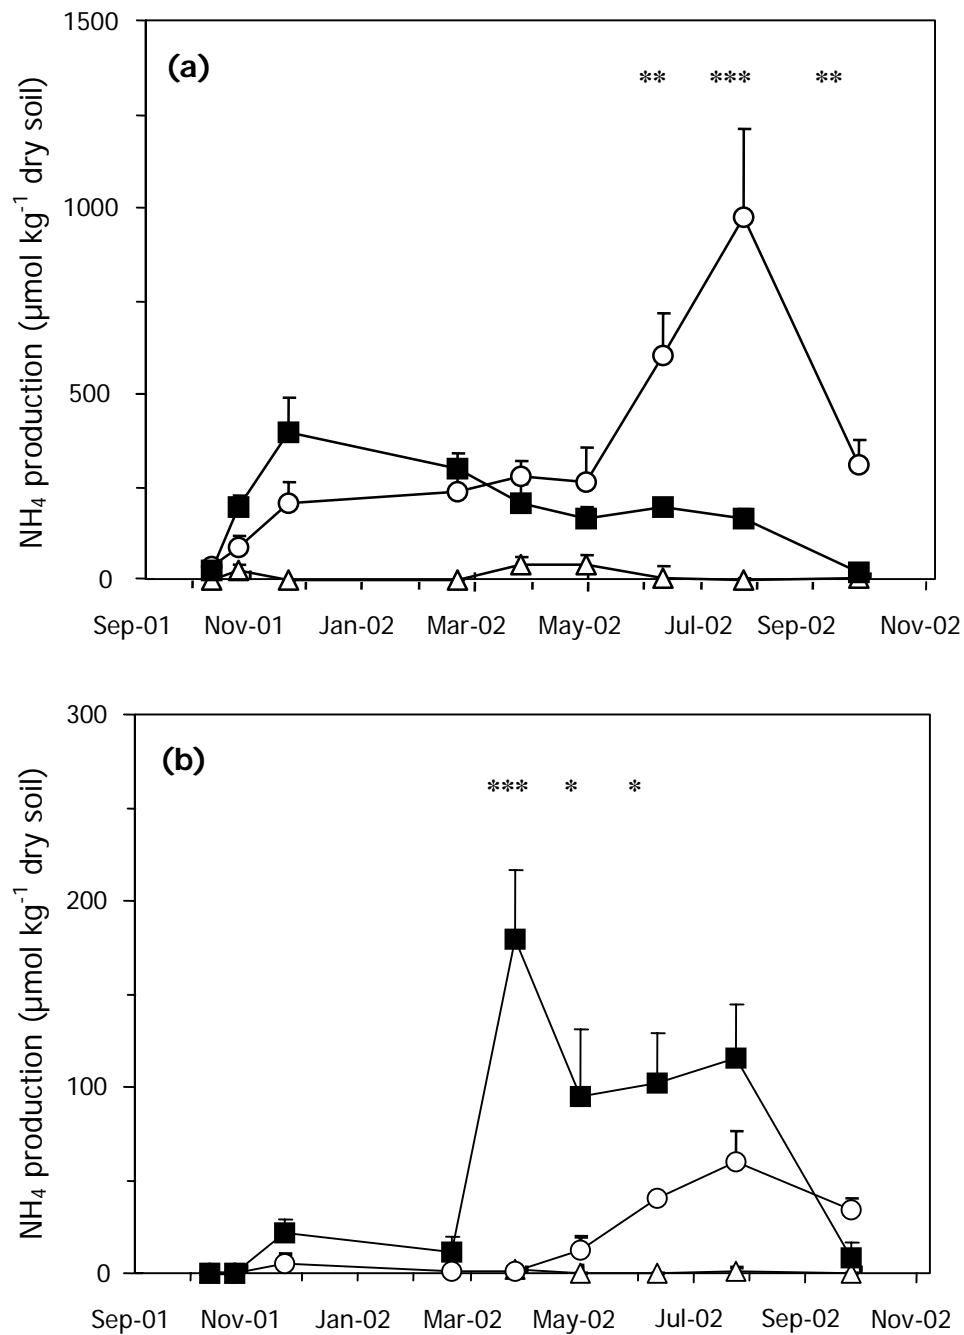 1500
(a)
** *** **
1000
500
0
NH₄ production (µmol kg⁻¹ dry soil)
Sep-01 Nov-01 Jan-02 Mar-02 May-02 Jul-02 Sep-02 Nov-02
300
(b)
*** * *
200
100
0
NH₄ production (µmol kg⁻¹ dry soil)
Sep-01 Nov-01 Jan-02 Mar-02 May-02 Jul-02 Sep-02 Nov-02